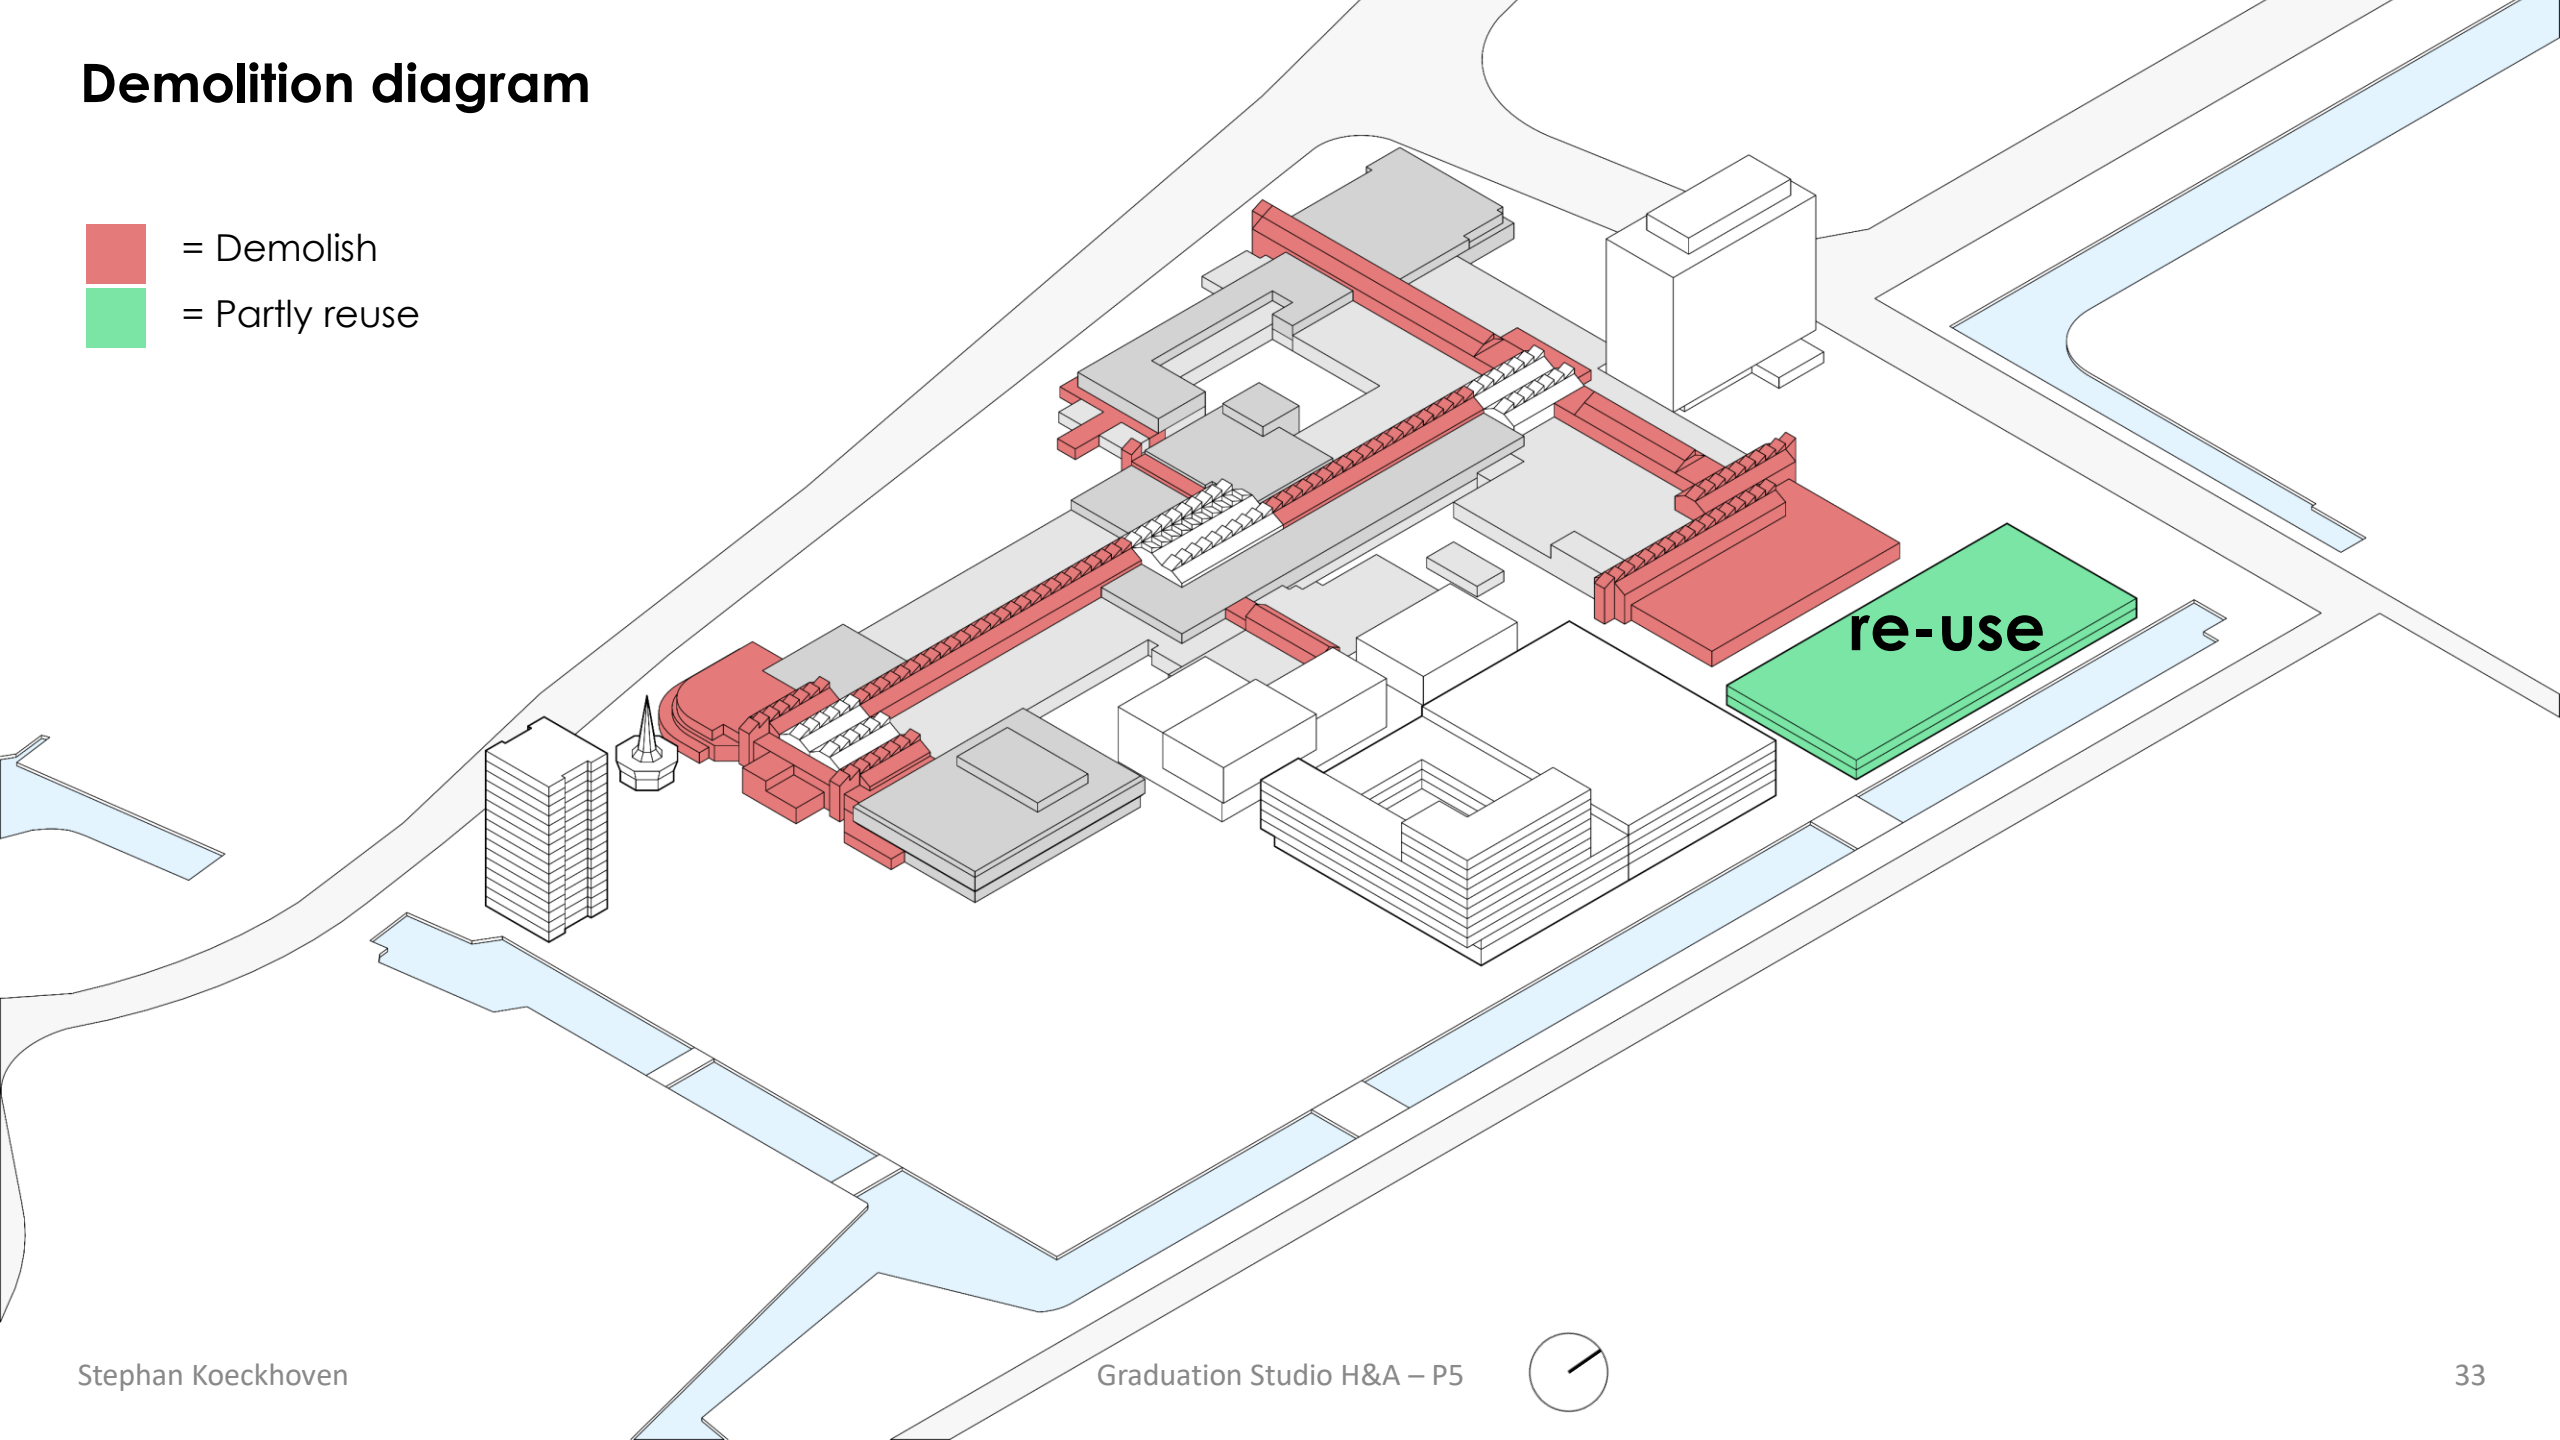 Demolition diagram
= Demolish
= Partly reuse
re-use
Stephan Koeckhoven
Graduation Studio H&A – P5
33